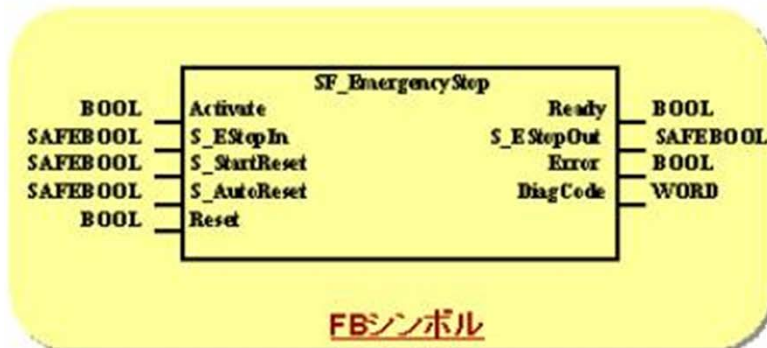 SF_EmergencyStop
BOOL Activate Ready BOOL
SAFEBOOL S_EStopIn S_EStopOut SAFEBOOL
SAFEBOOL S_StartReset Error BOOL
SAFEBOOL S_AutoReset DiagCode WORD
BOOL Reset
FBシンボル